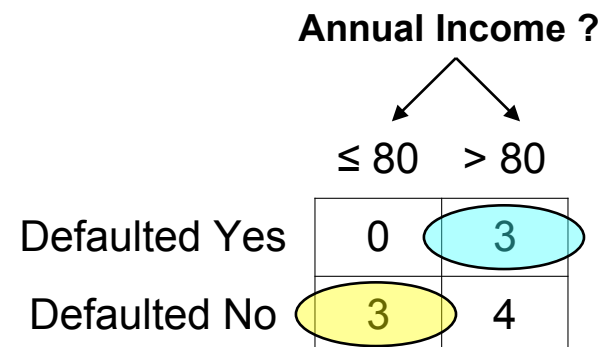 Annual Income ?
≤ 80 > 80
Defaulted Yes 0 3
Defaulted No 3 4